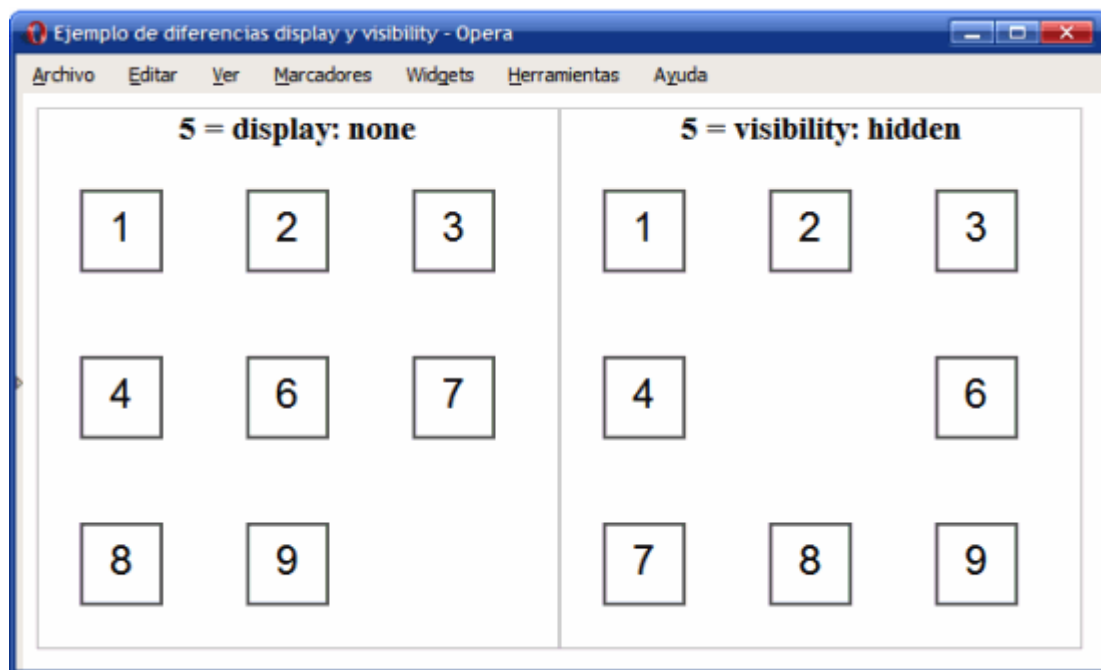 Ejemplo de diferencias display y visibility - Opera
Archivo Editar Ver Marcadores Widgets Herramientas Ayuda
5 = display: none
1 2 3
4 6 7
8 9
5 = visibility: hidden
1 2 3
4 6
7 8 9